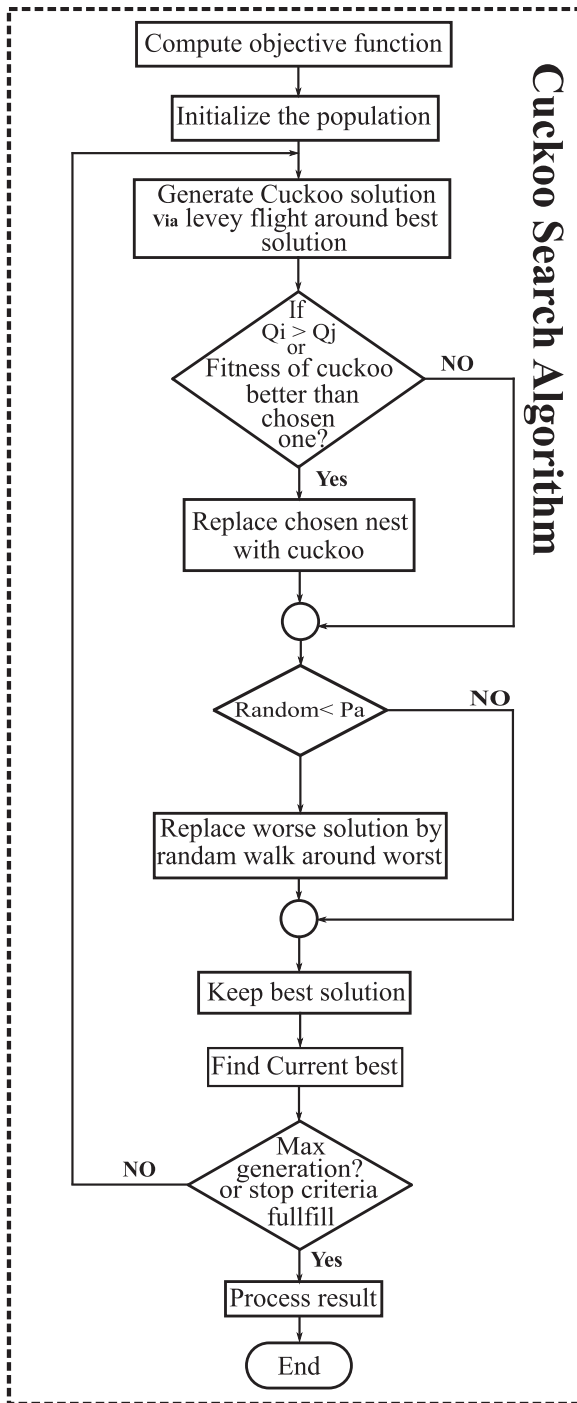 Compute objective function
Initialize the population
Generate Cuckoo solution
Via levey flight around best
solution
If
Qi > Qj
or
Fitness of cuckoo
better than
chosen
one?
NO
Yes
Replace chosen nest
with cuckoo
Random< Pa
NO
Replace worse solution by
randam walk around worst
Keep best solution
Find Current best
Max
generation?
or stop criteria
fullfill
NO
Yes
Process result
End
Cuckoo Search Algorithm